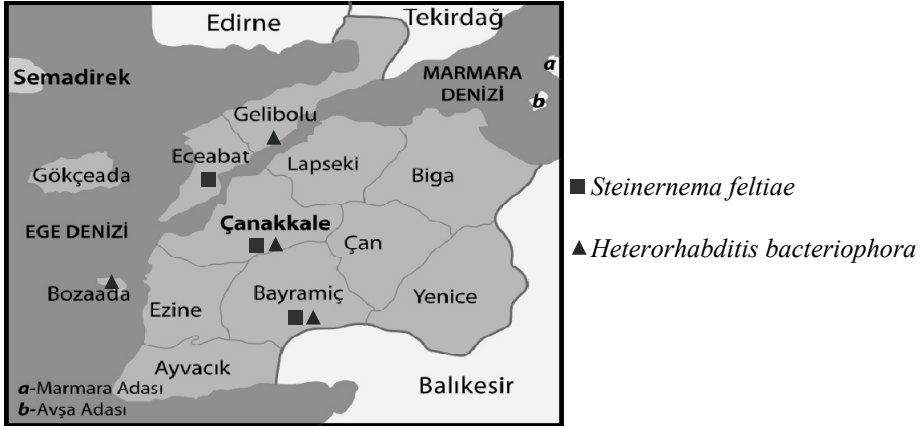 Edirne
Tekirdağ
Semadirek
MARMARA
DENİZİ
a
b
Gelibolu
Eceabat
Lapseki
Biga
Gökçeada
Çanakkale
EGE DENİZİ
Çan
Bozaada
Bayramiç
Yenice
Ezine
Ayvacık
Balıkesir
a-Marmara Adası
b-Avşa Adası
Steinernema feltiae
Heterorhabditis bacteriophora